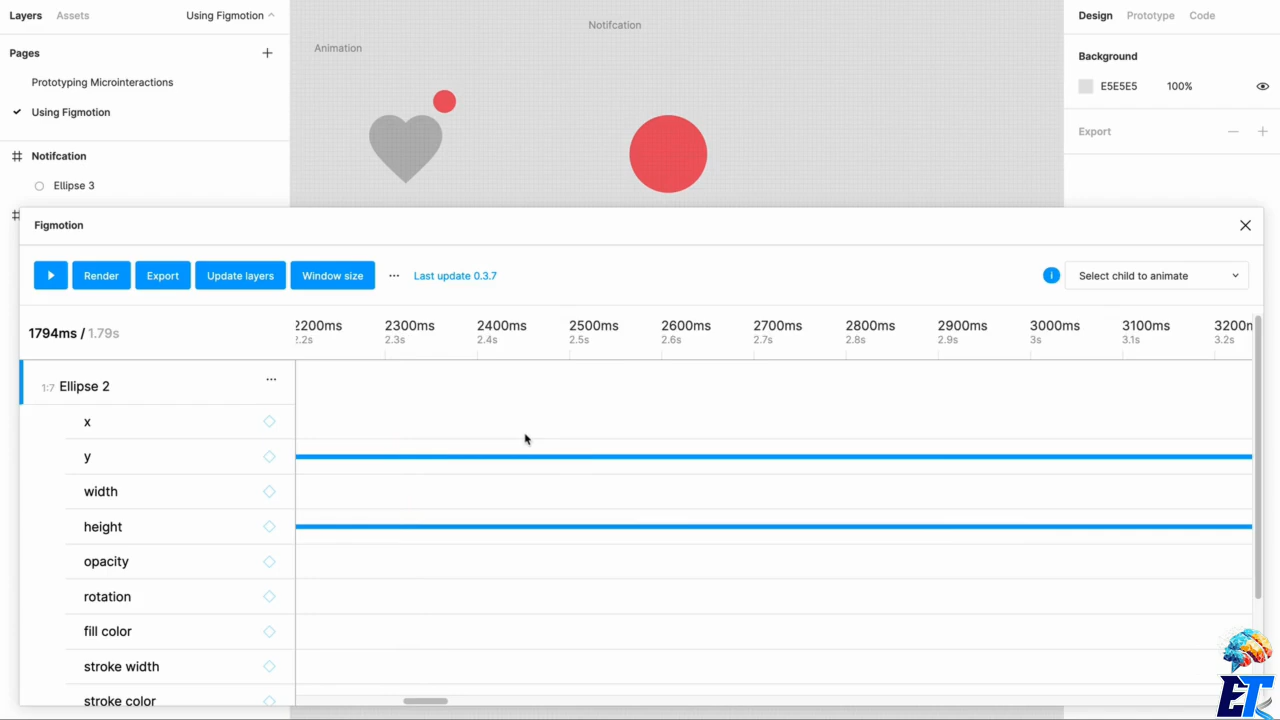 Layers Assets Using Figmotion
Pages
Prototyping Microinteractions
Using Figmotion
Notifcation
Ellipse 3
Animation
Notifcation
Design Prototype Code
Background
E5E5E5 100%
Export
Figmotion
Render Export Update layers Window size ... Last update 0.3.7
i Select child to animate
1794ms / 1.79s
2200ms 2300ms 2400ms 2500ms 2600ms 2700ms 2800ms 2900ms 3000ms 3100ms 3200m
2.2s 2.3s 2.4s 2.5s 2.6s 2.7s 2.8s 2.9s 3s 3.1s 3.2s
1:7 Ellipse 2 ...
x
y
width
height
opacity
rotation
fill color
stroke width
stroke color
ET